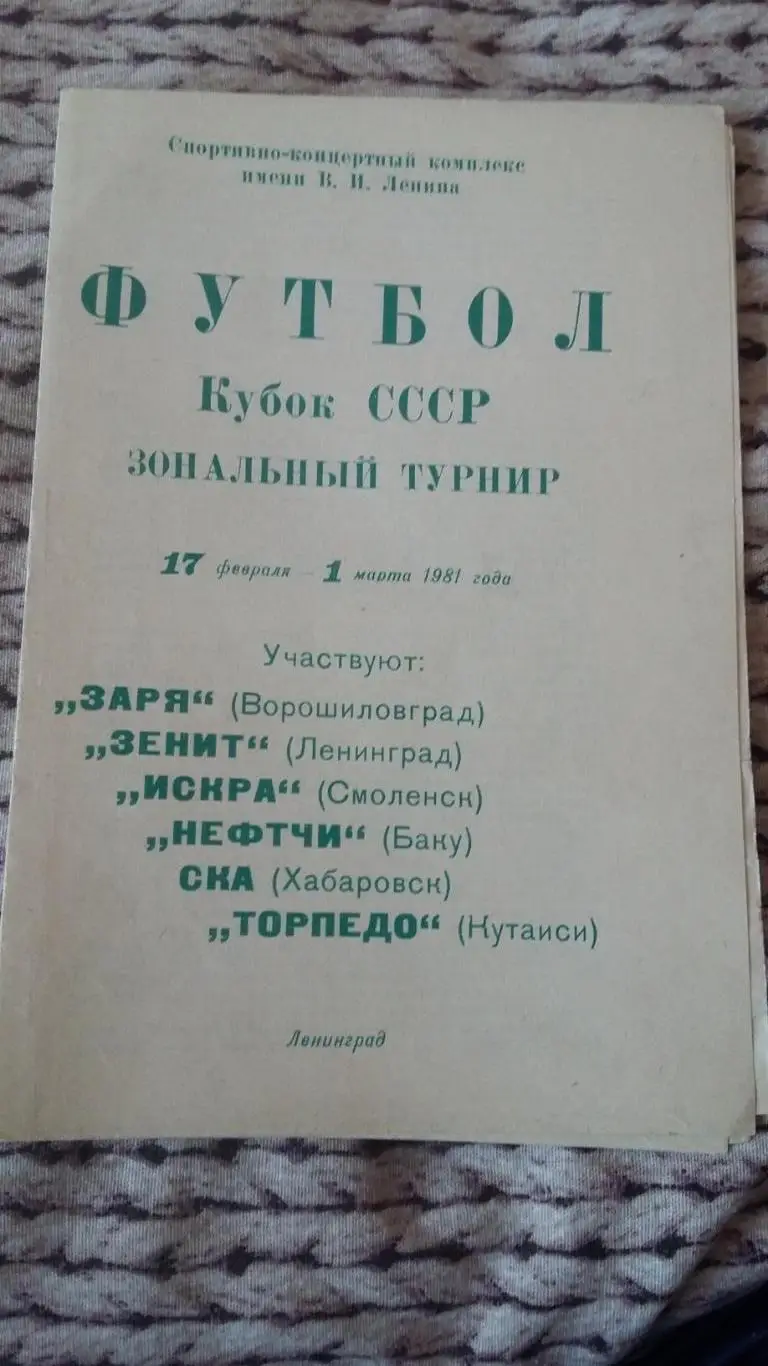 Спортивно-концертный комплекс
имени В. И. Ленина
ФУТБОЛ
Кубок СССР
ЗОНАЛЬНЫЙ ТУРНИР
17 февраля — 1 марта 1981 года
Участвуют:
„ЗАРЯ“ (Ворошиловград)
„ЗЕНИТ“ (Ленинград)
„ИСКРА“ (Смоленск)
„НЕФТЧИ“ (Баку)
СКА (Хабаровск)
„ТОРПЕДО“ (Кутаиси)
Ленинград